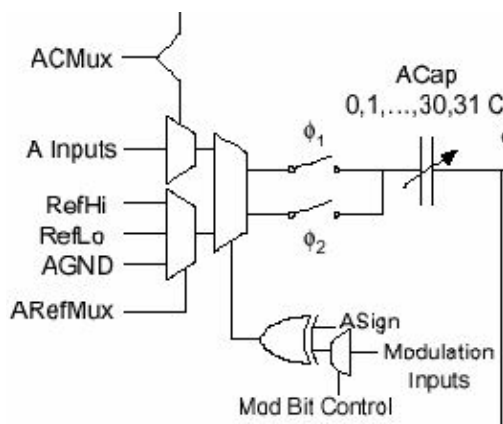 ACMux
ACap
0,1,...,30,31 C
A Inputs
ϕ1
RefHi
RefLo
AGND
ϕ2
ARefMux
ASign
Modulation
Inputs
Mod Bit Control